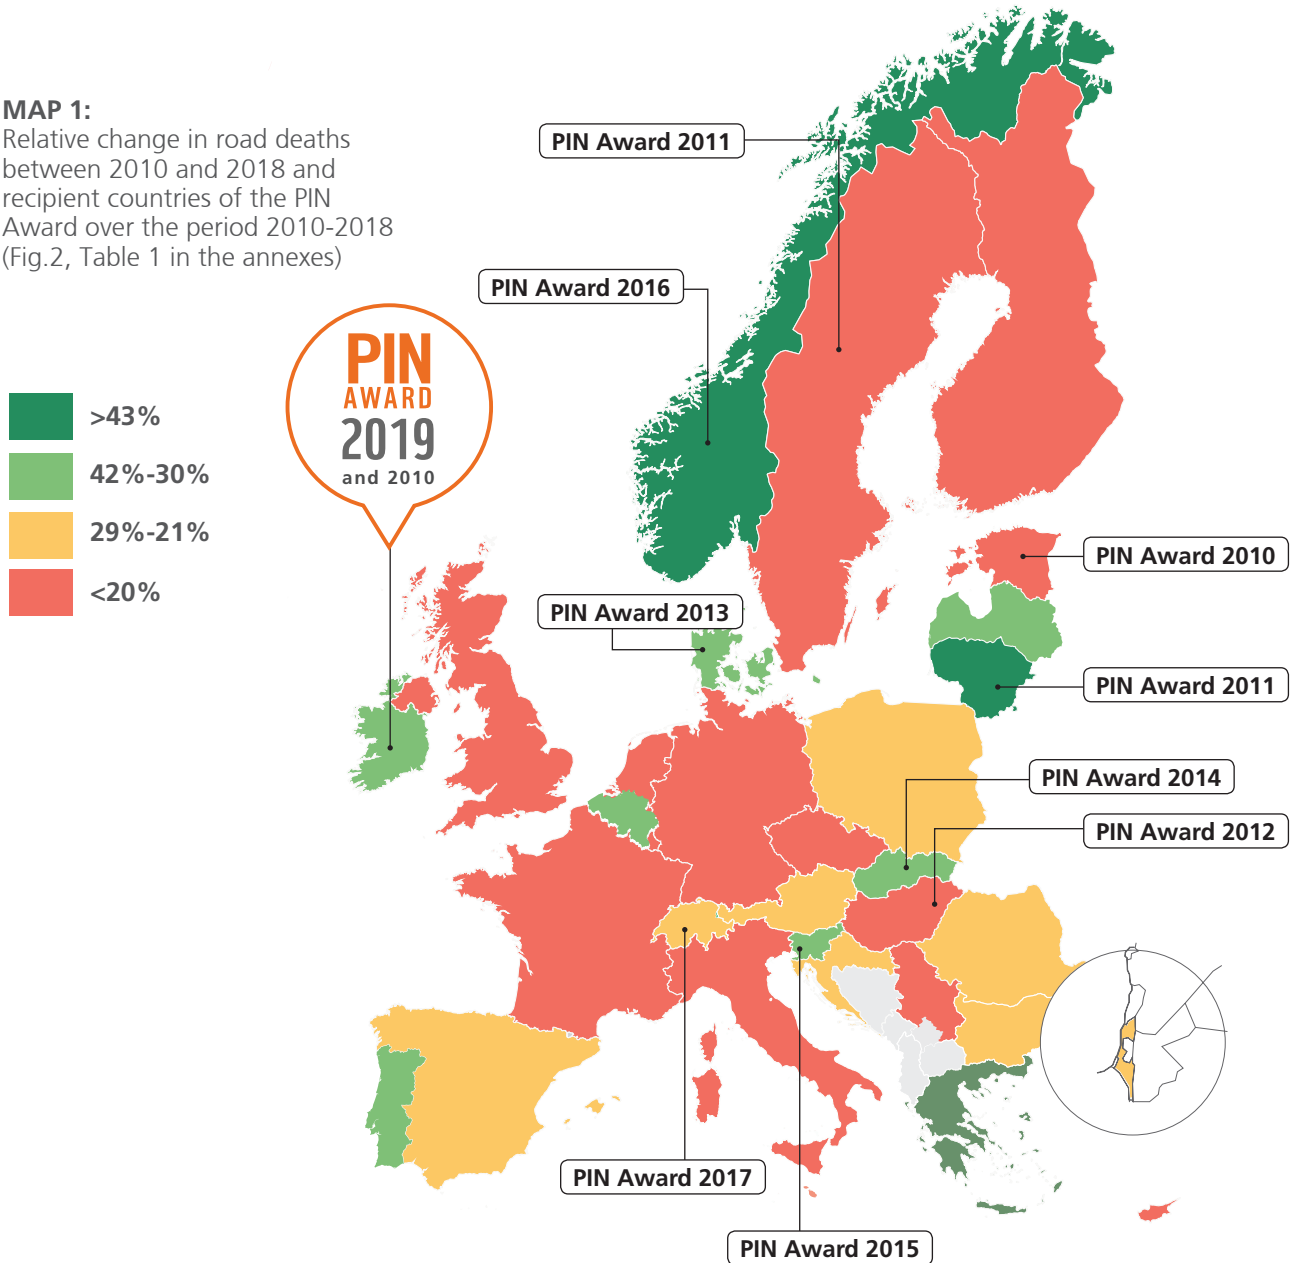 MAP 1:
Relative change in road deaths
between 2010 and 2018 and
recipient countries of the PIN
Award over the period 2010-2018
(Fig.2, Table 1 in the annexes)
PIN Award 2011
PIN Award 2016
PIN
AWARD
2019
and 2010
>43%
42%-30%
29%-21%
<20%
PIN Award 2010
PIN Award 2013
PIN Award 2011
PIN Award 2014
PIN Award 2012
PIN Award 2017
PIN Award 2015